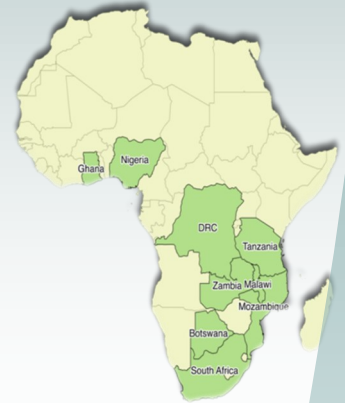 Ghana
Nigeria
DRC
Tanzania
Zambia
Malawi
Mozambique
Botswana
South Africa